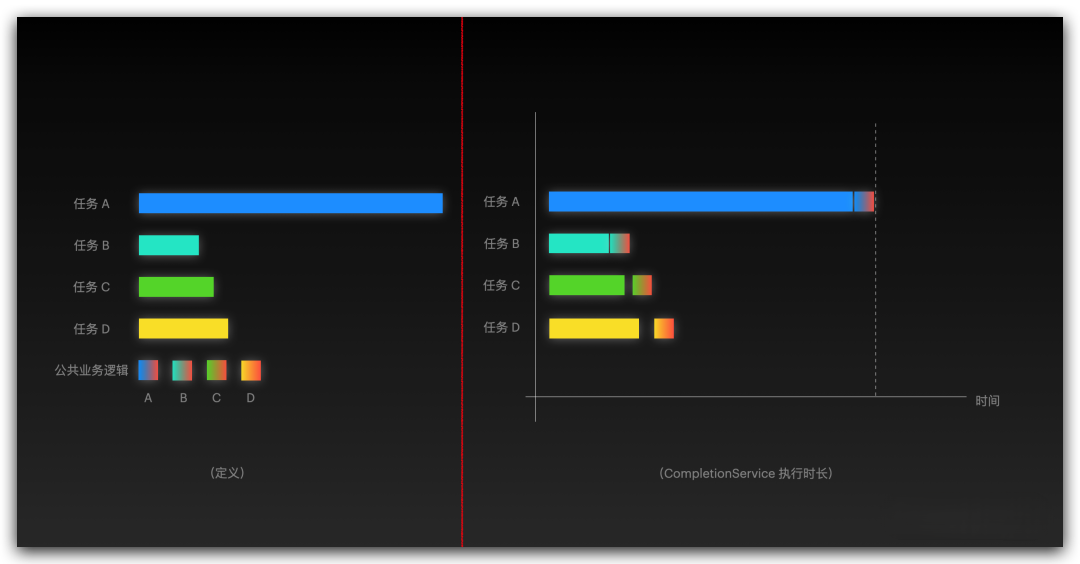 任务 A
任务 B
任务 C
任务 D
公共业务逻辑
A B C D
（定义）
任务 A
任务 B
任务 C
任务 D
时间
（CompletionService 执行时长）